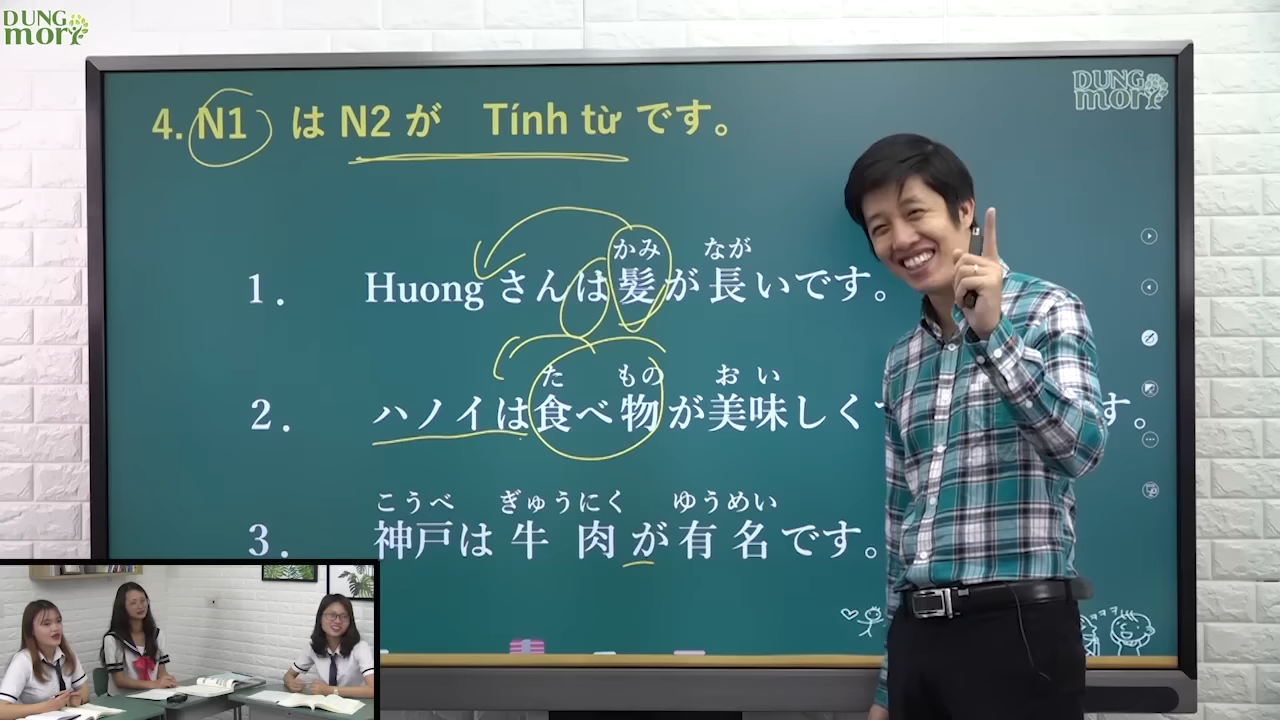 DUNG
mori
DUNG
mori
4. N1 は N2 が Tính từ です。
かみ なが
1. Huong さんは髪が長いです。
た もの お い
2. ハノイは食べ物が美味しく す。
こうべ ぎゅうにく ゆうめい
3. 神戸は牛肉が有名です。